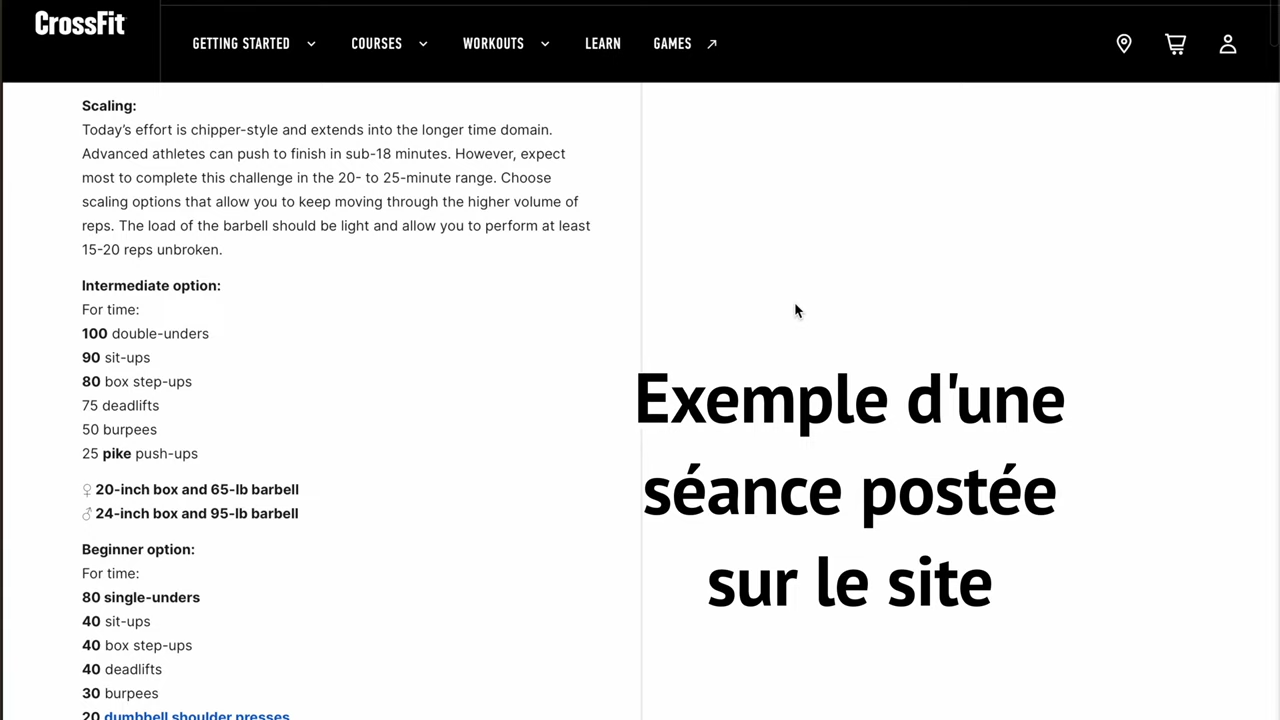 CrossFit
GETTING STARTED
COURSES
WORKOUTS
LEARN
GAMES
Scaling:
Today's effort is chipper-style and extends into the longer time domain.
Advanced athletes can push to finish in sub-18 minutes. However, expect
most to complete this challenge in the 20- to 25-minute range. Choose
scaling options that allow you to keep moving through the higher volume of
reps. The load of the barbell should be light and allow you to perform at least
15-20 reps unbroken.
Intermediate option:
For time:
100 double-unders
90 sit-ups
80 box step-ups
75 deadlifts
50 burpees
25 pike push-ups
♀ 20-inch box and 65-lb barbell
♂ 24-inch box and 95-lb barbell
Beginner option:
For time:
80 single-unders
40 sit-ups
40 box step-ups
40 deadlifts
30 burpees
20 dumbbell shoulder presses
Exemple d'une
séance postée
sur le site